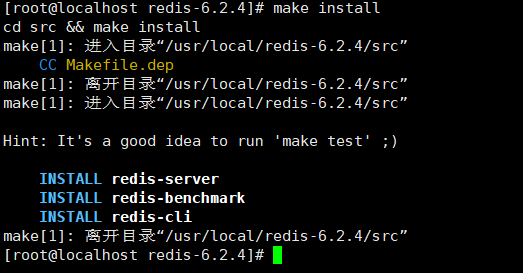 [root@localhost redis-6.2.4]# make install
cd src && make install
make[1]: 进入目录“/usr/local/redis-6.2.4/src”
    CC Makefile.dep
make[1]: 离开目录“/usr/local/redis-6.2.4/src”
make[1]: 进入目录“/usr/local/redis-6.2.4/src”

Hint: It's a good idea to run 'make test' ;)

    INSTALL redis-server
    INSTALL redis-benchmark
    INSTALL redis-cli
make[1]: 离开目录“/usr/local/redis-6.2.4/src”
[root@localhost redis-6.2.4]#